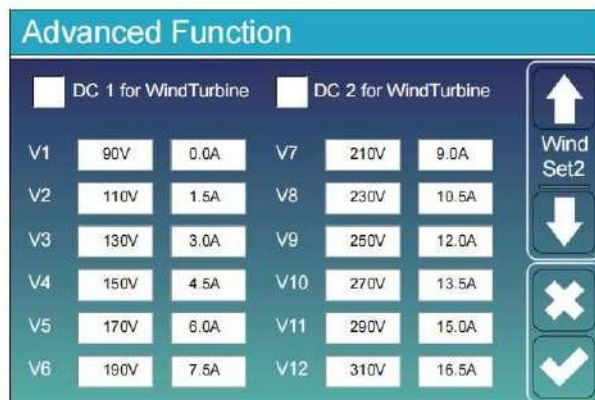 Advanced Function
DC 1 for WindTurbine DC 2 for WindTurbine
V1 90V 0.0A V7 210V 9.0A
V2 110V 1.5A V8 230V 10.5A
V3 130V 3.0A V9 250V 12.0A
V4 150V 4.5A V10 270V 13.5A
V5 170V 6.0A V11 290V 15.0A
V6 190V 7.5A V12 310V 16.5A
Wind
Set2